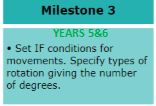 Milestone 3
YEARS 5&6
• Set IF conditions for
movements. Specify types of
rotation giving the number
of degrees.